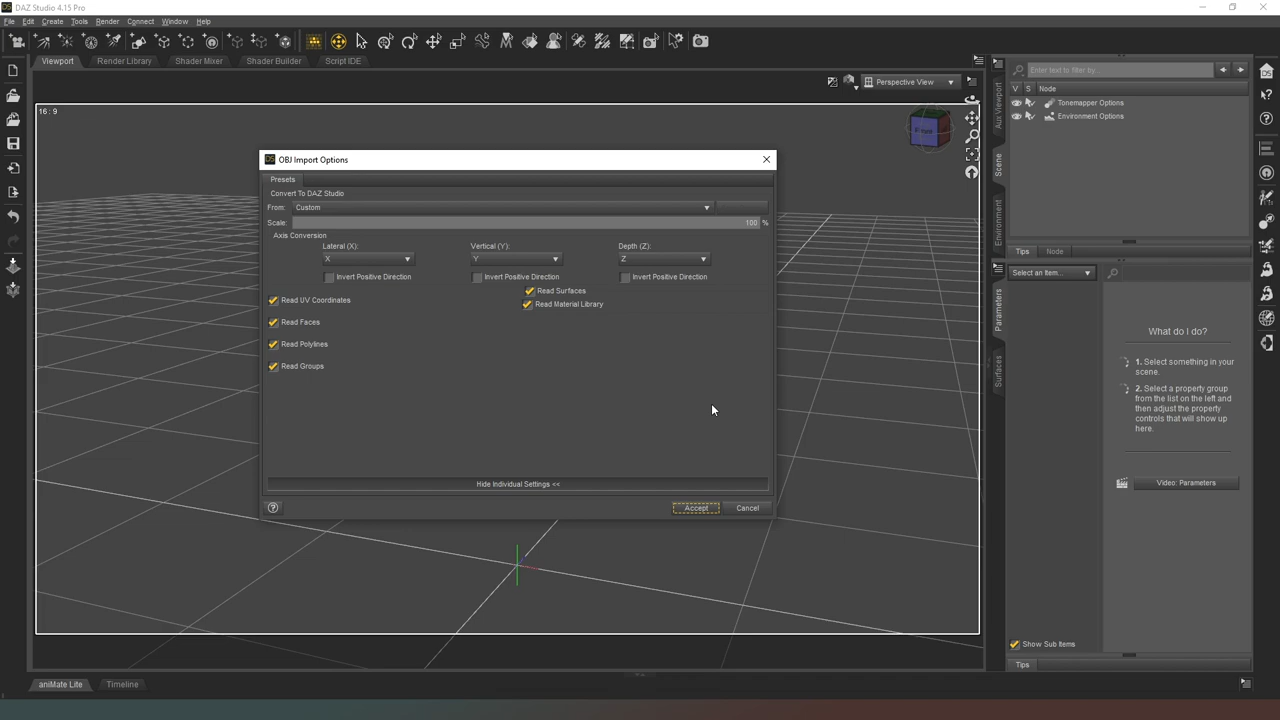 DAZ Studio 4.15 Pro
File Edit Create Tools Render Connect Window Help
Viewport Render Library Shader Mixer Shader Builder Script IDE
Perspective View
16 : 9
OBJ Import Options
Presets
Convert To DAZ Studio
From: Custom
Scale: 100 %
Axis Conversion
Lateral (X): Vertical (Y): Depth (Z):
X Y Z
Invert Positive Direction Invert Positive Direction Invert Positive Direction
Read UV Coordinates
Read Surfaces
Read Material Library
Read Faces
Read Polylines
Read Groups
Hide Individual Settings <<
Accept Cancel
Aux Viewport
Scene
Environment
Enter text to filter by...
V S Node
Tonemapper Options
Environment Options
Tips Node
Parameters
Surfaces
Select an Item...
What do I do?
1. Select something in your
scene.
2. Select a property group
from the list on the left and
then adjust the property
controls that will show up
here.
Video: Parameters
Show Sub Items
Tips
aniMate Lite Timeline